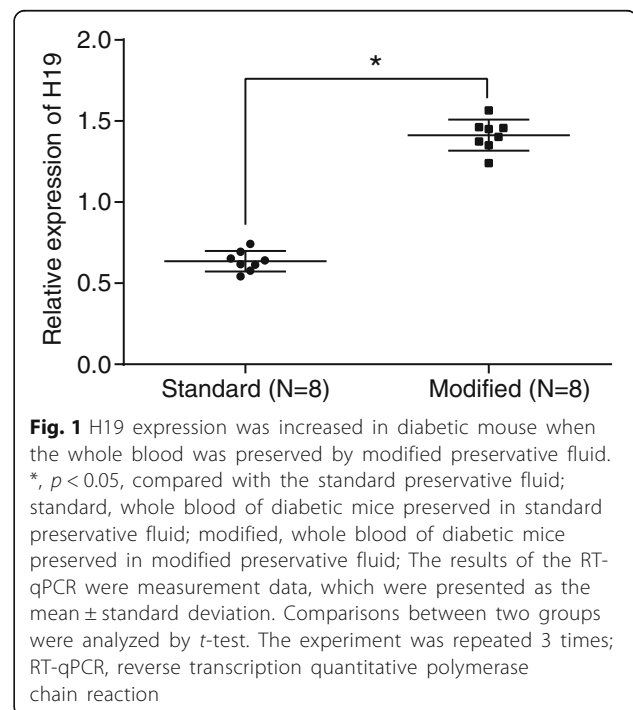 2.0
*
1.5
1.0
0.5
0.0
Relative expression of H19
Standard (N=8) Modified (N=8)
Fig. 1 H19 expression was increased in diabetic mouse when
the whole blood was preserved by modified preservative fluid.
*, p < 0.05, compared with the standard preservative fluid;
standard, whole blood of diabetic mice preserved in standard
preservative fluid; modified, whole blood of diabetic mice
preserved in modified preservative fluid; The results of the RT-
qPCR were measurement data, which were presented as the
mean ± standard deviation. Comparisons between two groups
were analyzed by t-test. The experiment was repeated 3 times;
RT-qPCR, reverse transcription quantitative polymerase
chain reaction